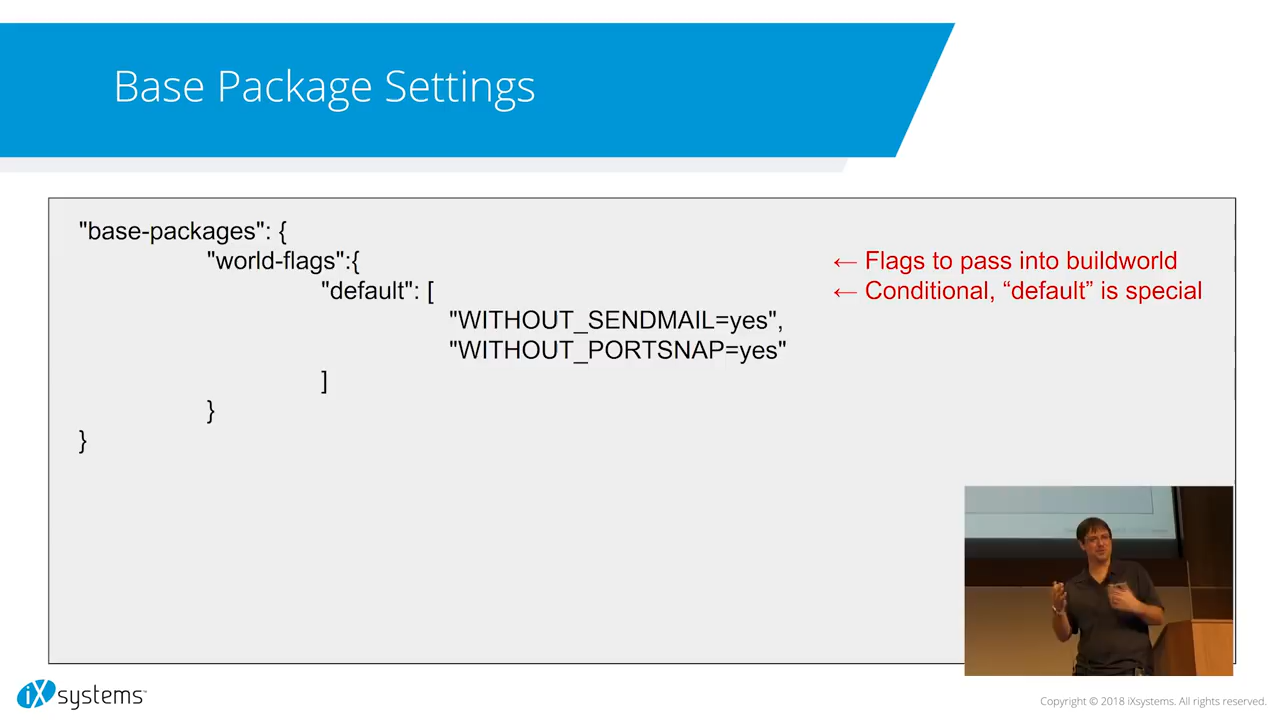 Base Package Settings
"base-packages": {
"world-flags":{ ← Flags to pass into buildworld
"default": [ ← Conditional, “default” is special
"WITHOUT_SENDMAIL=yes",
"WITHOUT_PORTSNAP=yes"
]
}
}
iXsystems™
Copyright © 2018 iXsystems. All rights reserved.